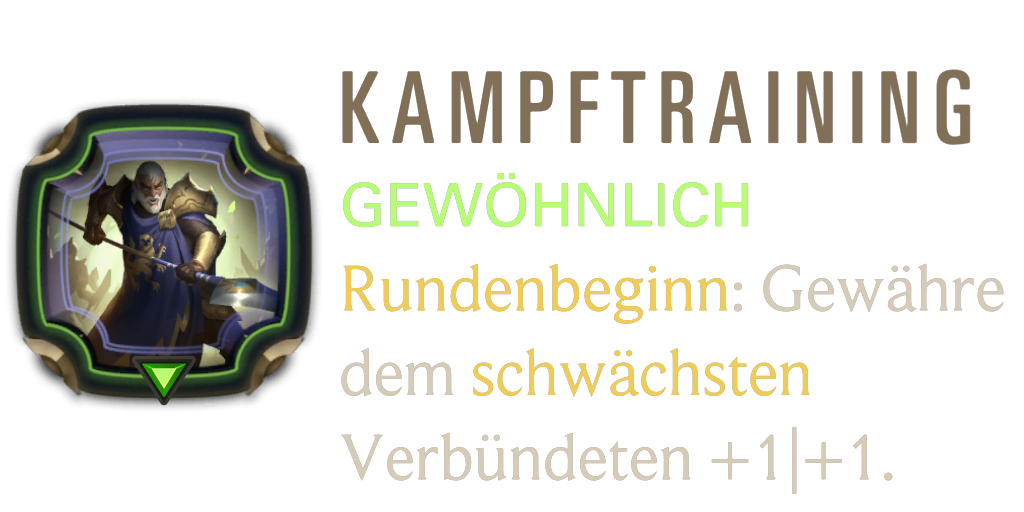 KAMPFTRAINING
GEWÖHNLICH
Rundenbeginn: Gewähre
dem schwächsten
Verbündeten +1|+1.